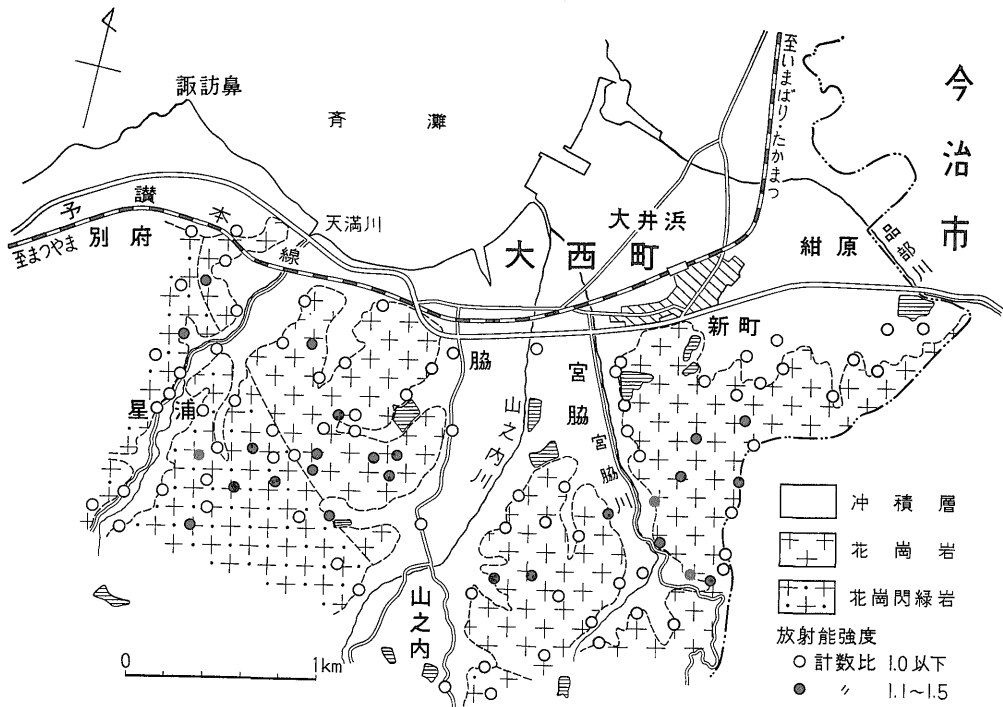 諏訪鼻
斉灘
至いまばり・たかまつ
今治市
予讃本線
天満川
至まつやま
別府
大井浜
大西町
紺原
品部川
新町
脇
宮脇
宮脇川
山之内川
星浦
山之内
冲積層
花崗岩
花崗閃緑岩
放射能強度
計数比 1.0以下
〃 1.1~1.5
0 1km